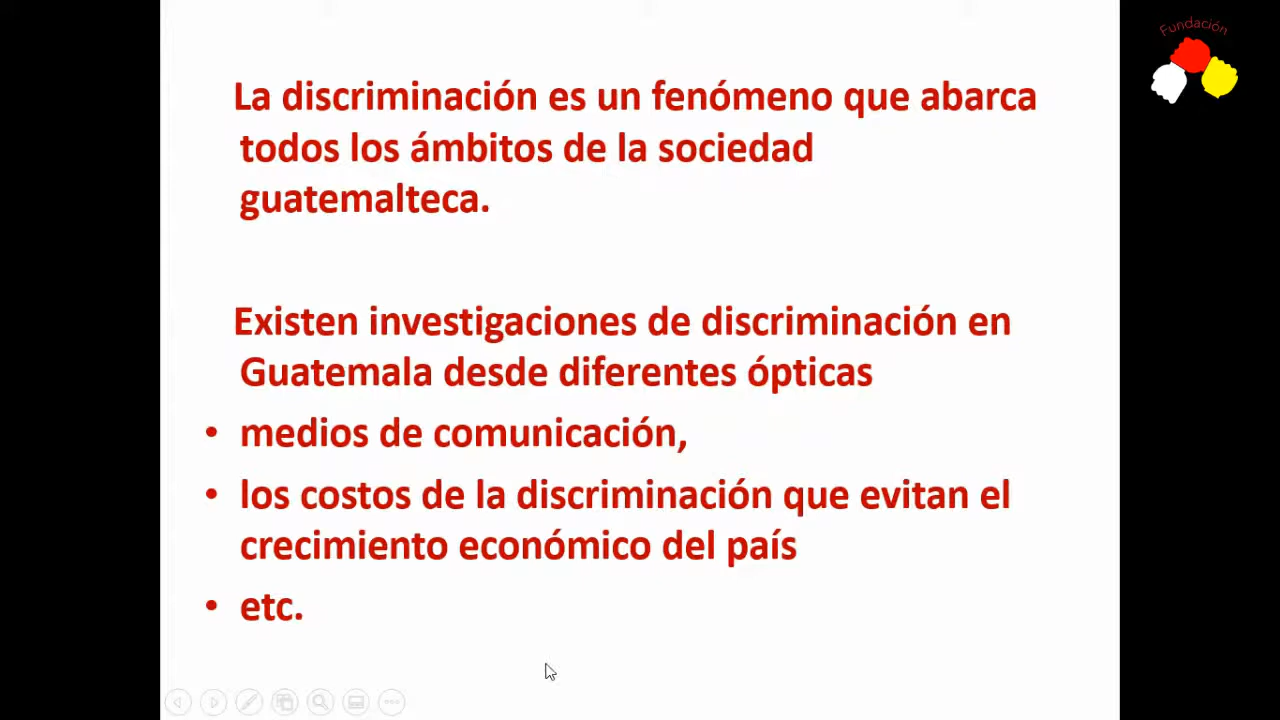 Fundación
La discriminación es un fenómeno que abarca
todos los ámbitos de la sociedad
guatemalteca.
Existen investigaciones de discriminación en
Guatemala desde diferentes ópticas
• medios de comunicación,
• los costos de la discriminación que evitan el
crecimiento económico del país
• etc.